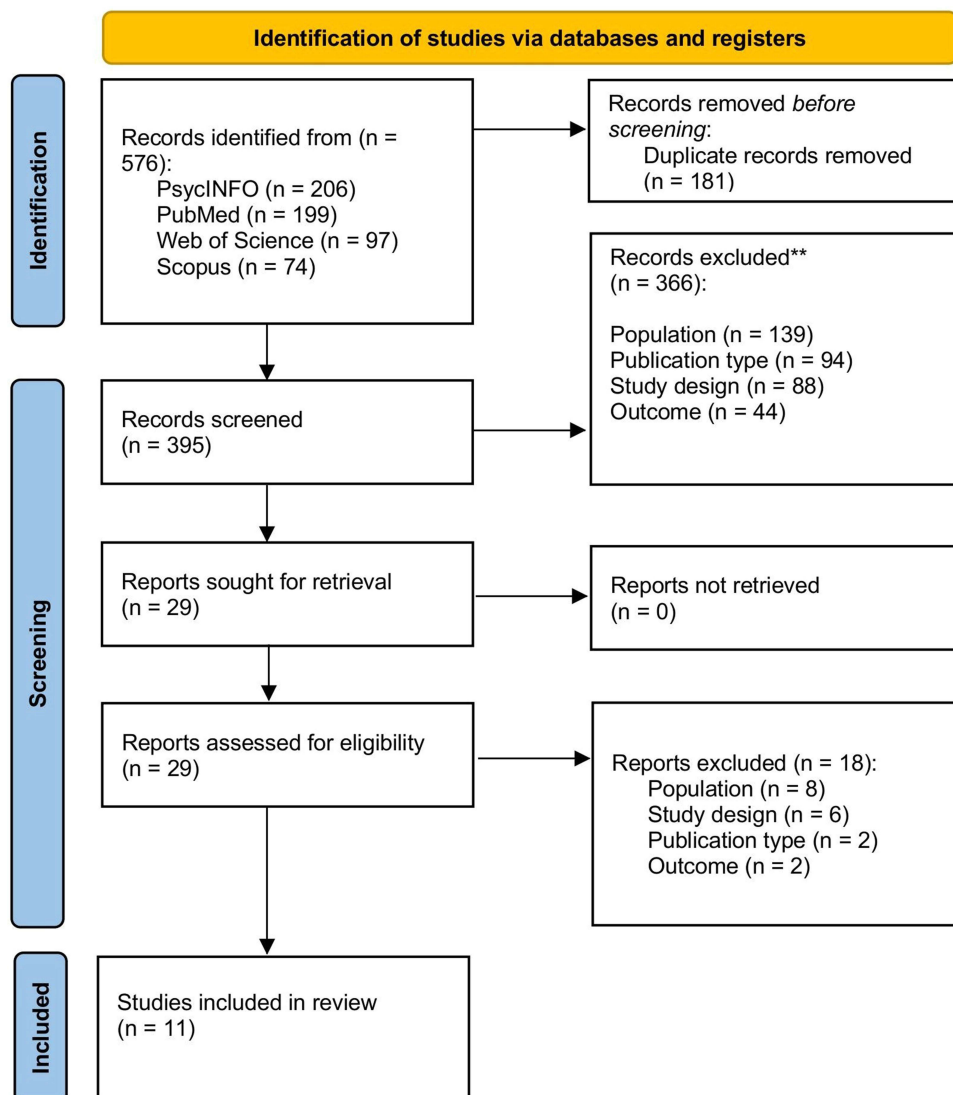 Identification of studies via databases and registers
Identification
Records identified from (n =
576):
PsycINFO (n = 206)
PubMed (n = 199)
Web of Science (n = 97)
Scopus (n = 74)
Records removed before
screening:
Duplicate records removed
(n = 181)
Records excluded**
(n = 366):
Population (n = 139)
Publication type (n = 94)
Study design (n = 88)
Outcome (n = 44)
Screening
Records screened
(n = 395)
Reports sought for retrieval
(n = 29)
Reports not retrieved
(n = 0)
Reports assessed for eligibility
(n = 29)
Reports excluded (n = 18):
Population (n = 8)
Study design (n = 6)
Publication type (n = 2)
Outcome (n = 2)
Included
Studies included in review
(n = 11)